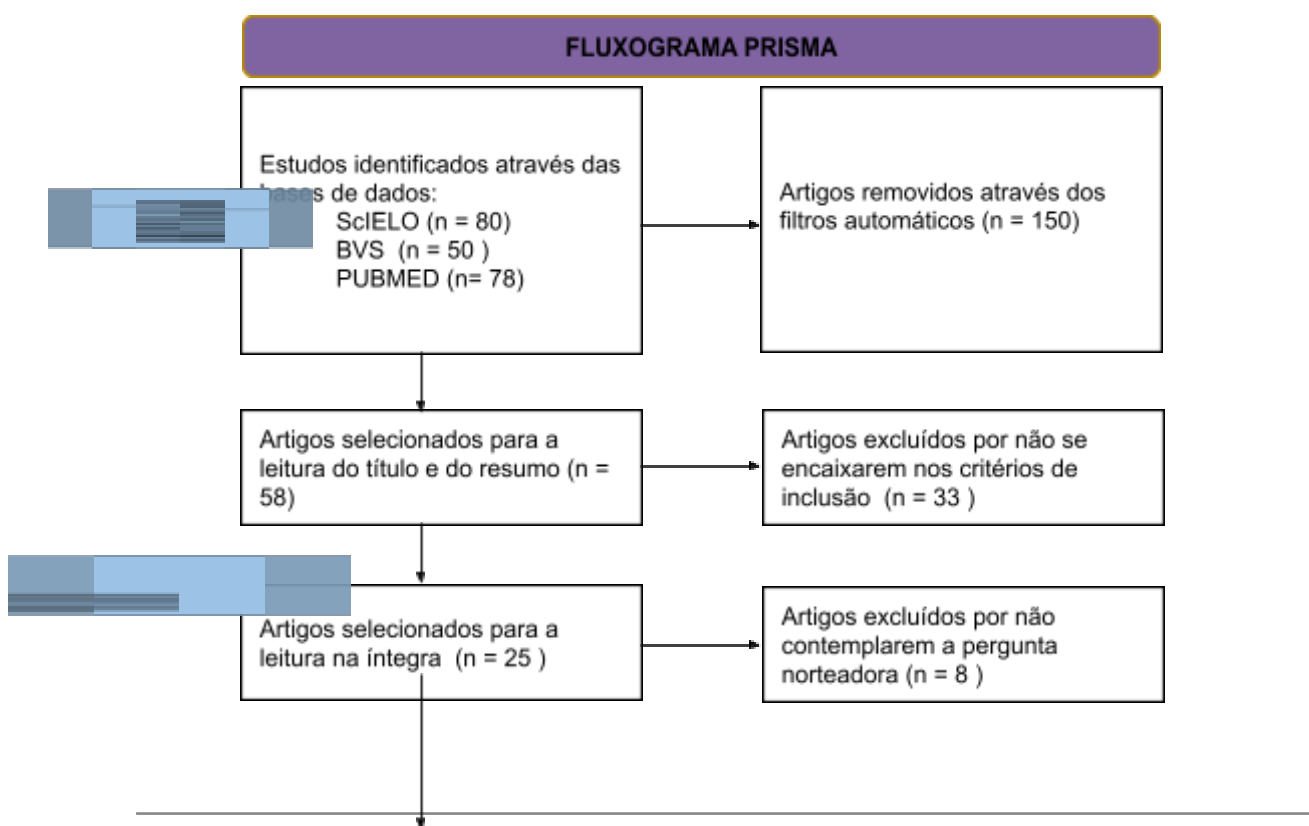 FLUXOGRAMA PRISMA
Estudos identificados através das
bases de dados:
ScIELO (n = 80)
BVS (n = 50 )
PUBMED (n= 78)
Artigos removidos através dos
filtros automáticos (n = 150)
Artigos selecionados para a
leitura do título e do resumo (n =
58)
Artigos excluídos por não se
encaixarem nos critérios de
inclusão (n = 33 )
Artigos selecionados para a
leitura na íntegra (n = 25 )
Artigos excluídos por não
contemplarem a pergunta
norteadora (n = 8 )